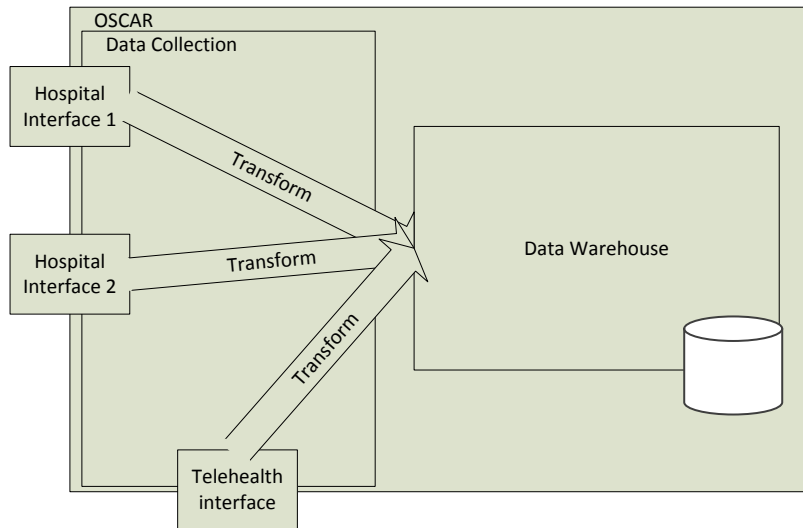 OSCAR
Data Collection
Hospital
Interface 1
Transform
Hospital
Interface 2
Transform
Data Warehouse
Transform
Telehealth
interface